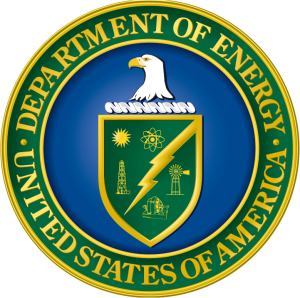 DEPARTMENT OF ENERGY
UNITED STATES OF AMERICA